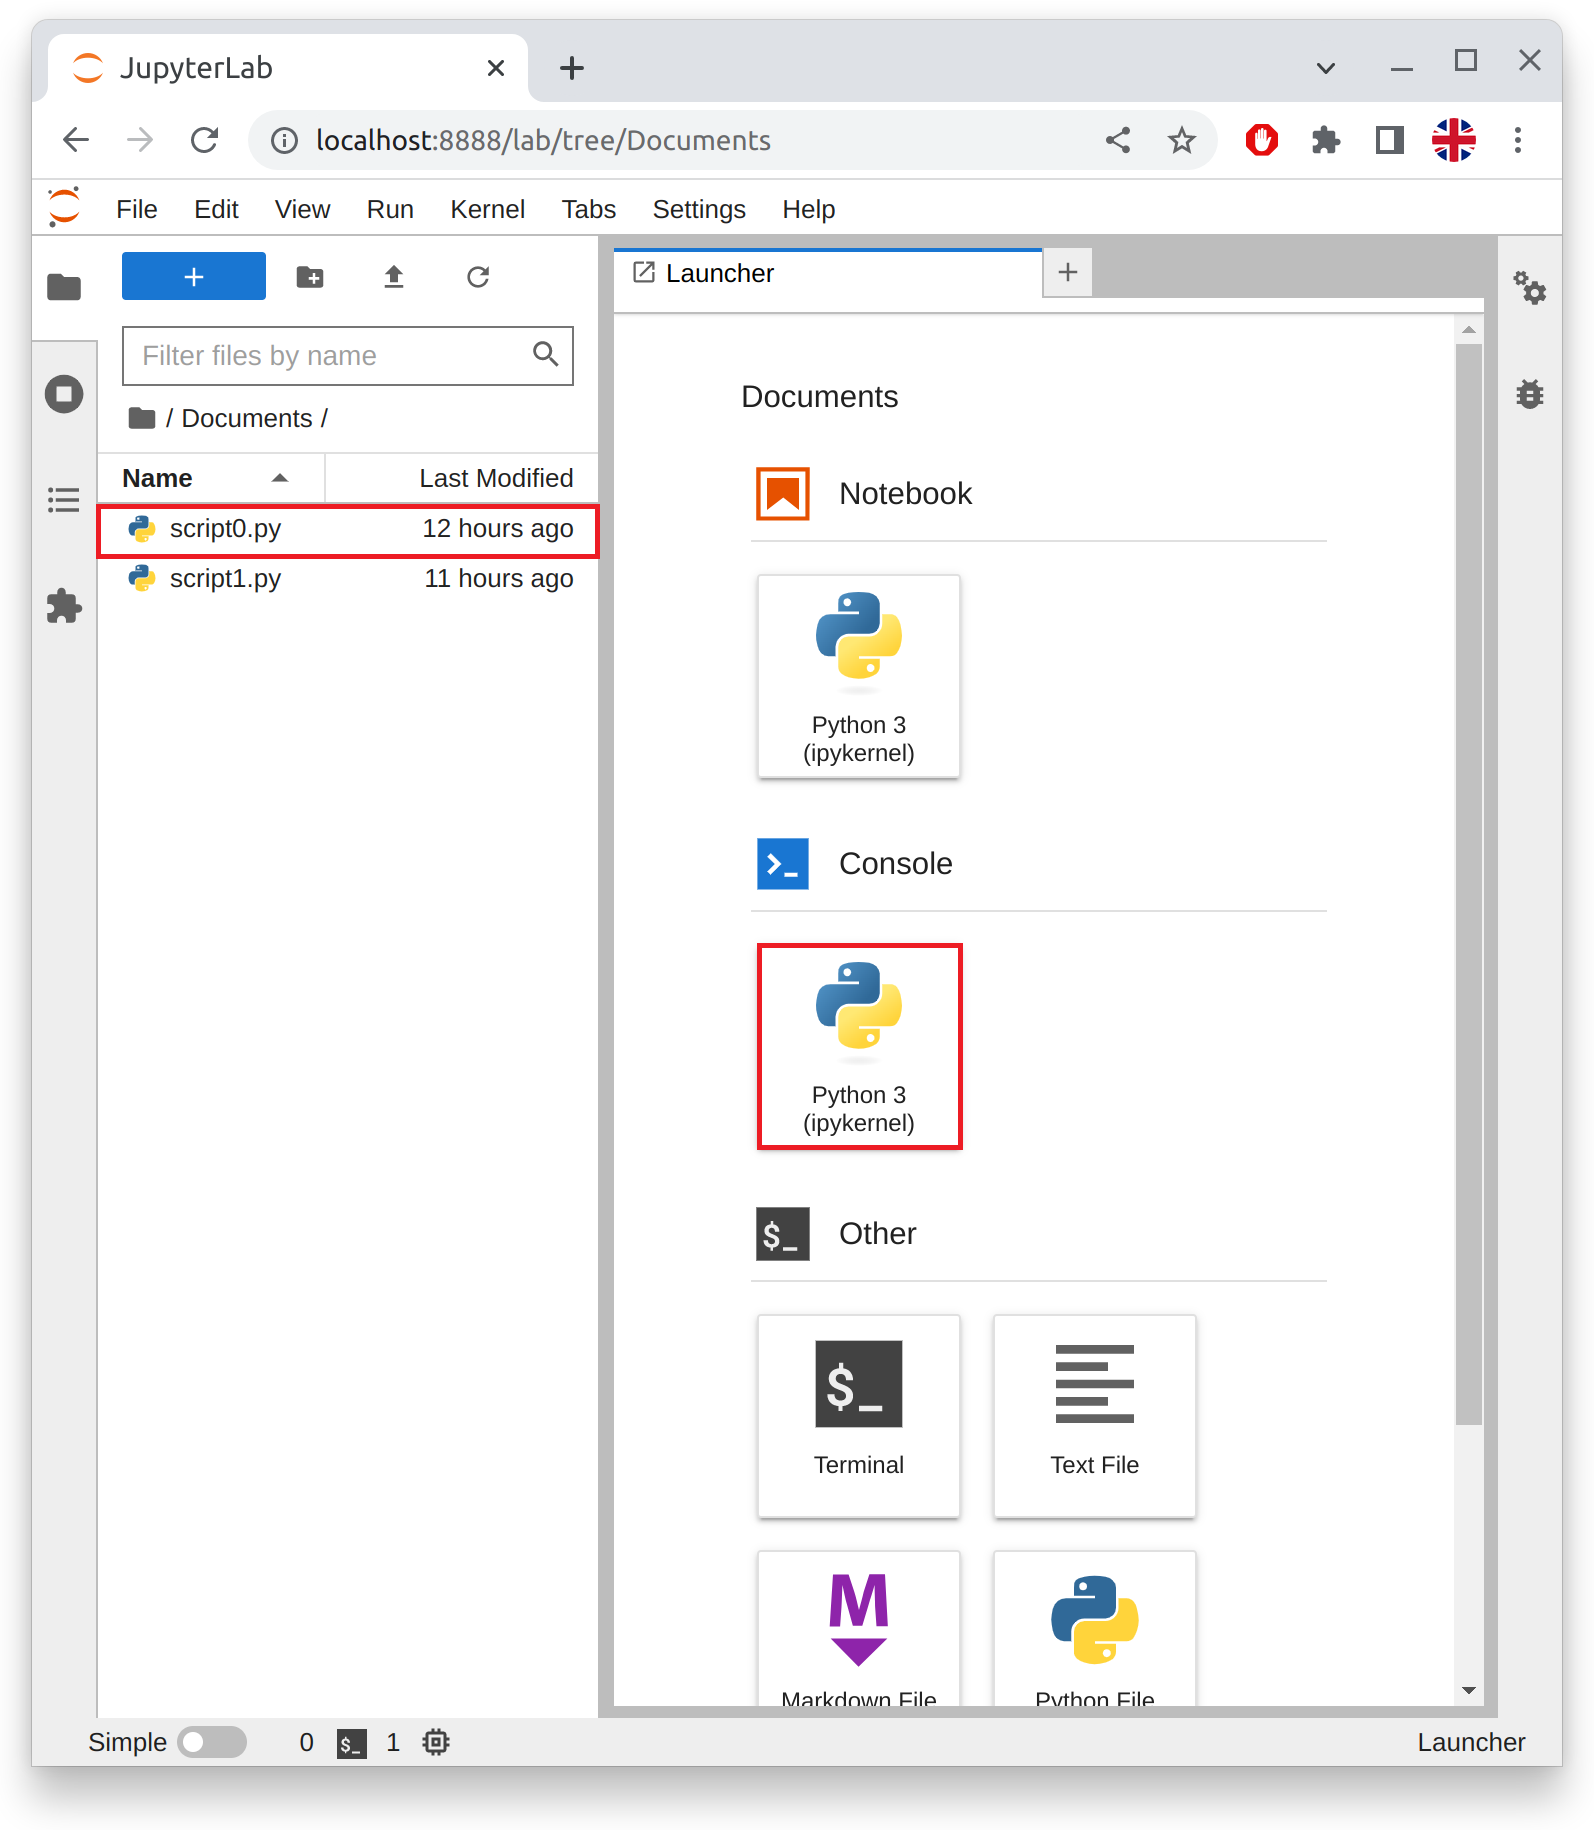 JupyterLab
localhost:8888/lab/tree/Documents
File Edit View Run Kernel Tabs Settings Help
Launcher
Filter files by name
/ Documents /
Name Last Modified
script0.py 12 hours ago
script1.py 11 hours ago
Documents
Notebook
Python 3
(ipykernel)
Console
Python 3
(ipykernel)
$_ Other
$_
Terminal Text File
M
Markdown File Python File
Simple 0 $_ 1 Launcher